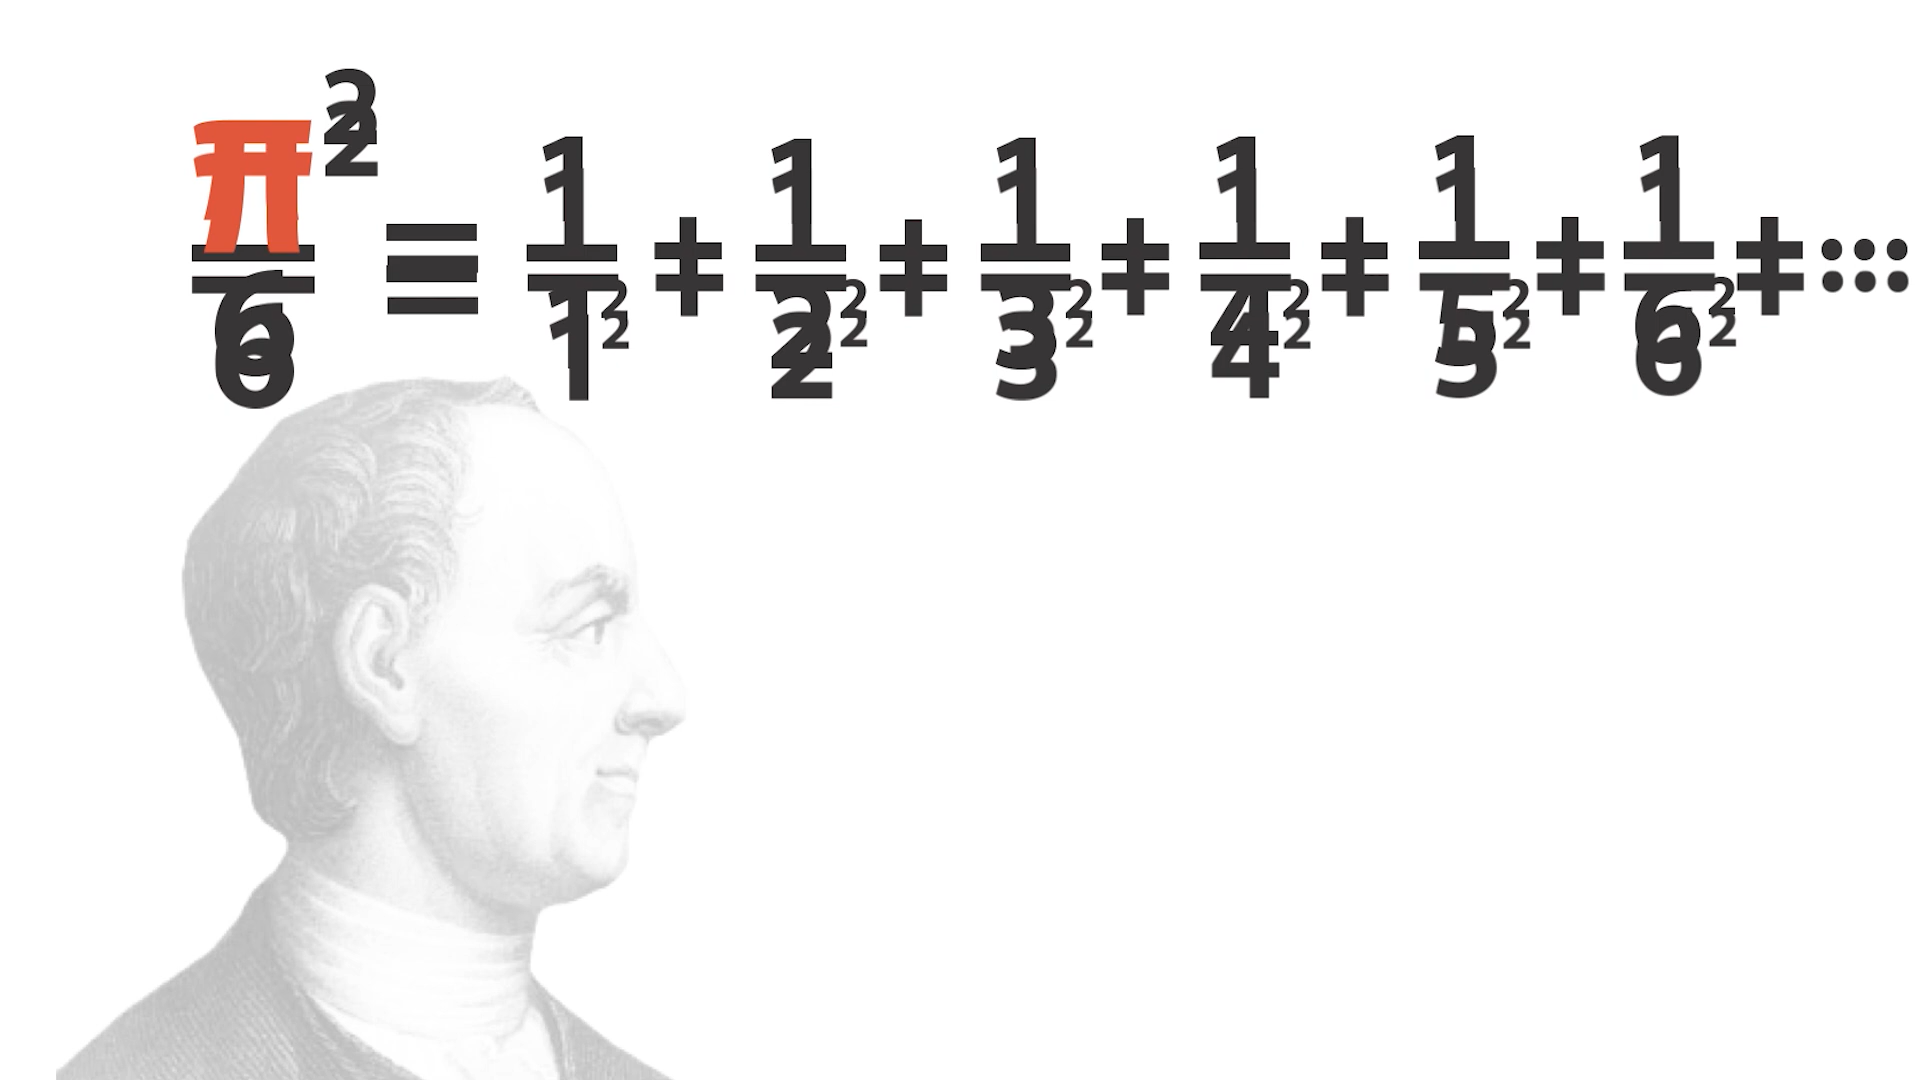 π²/6 = 1/1² + 1/2² + 1/3² + 1/4² + 1/5² + 1/6² + ···